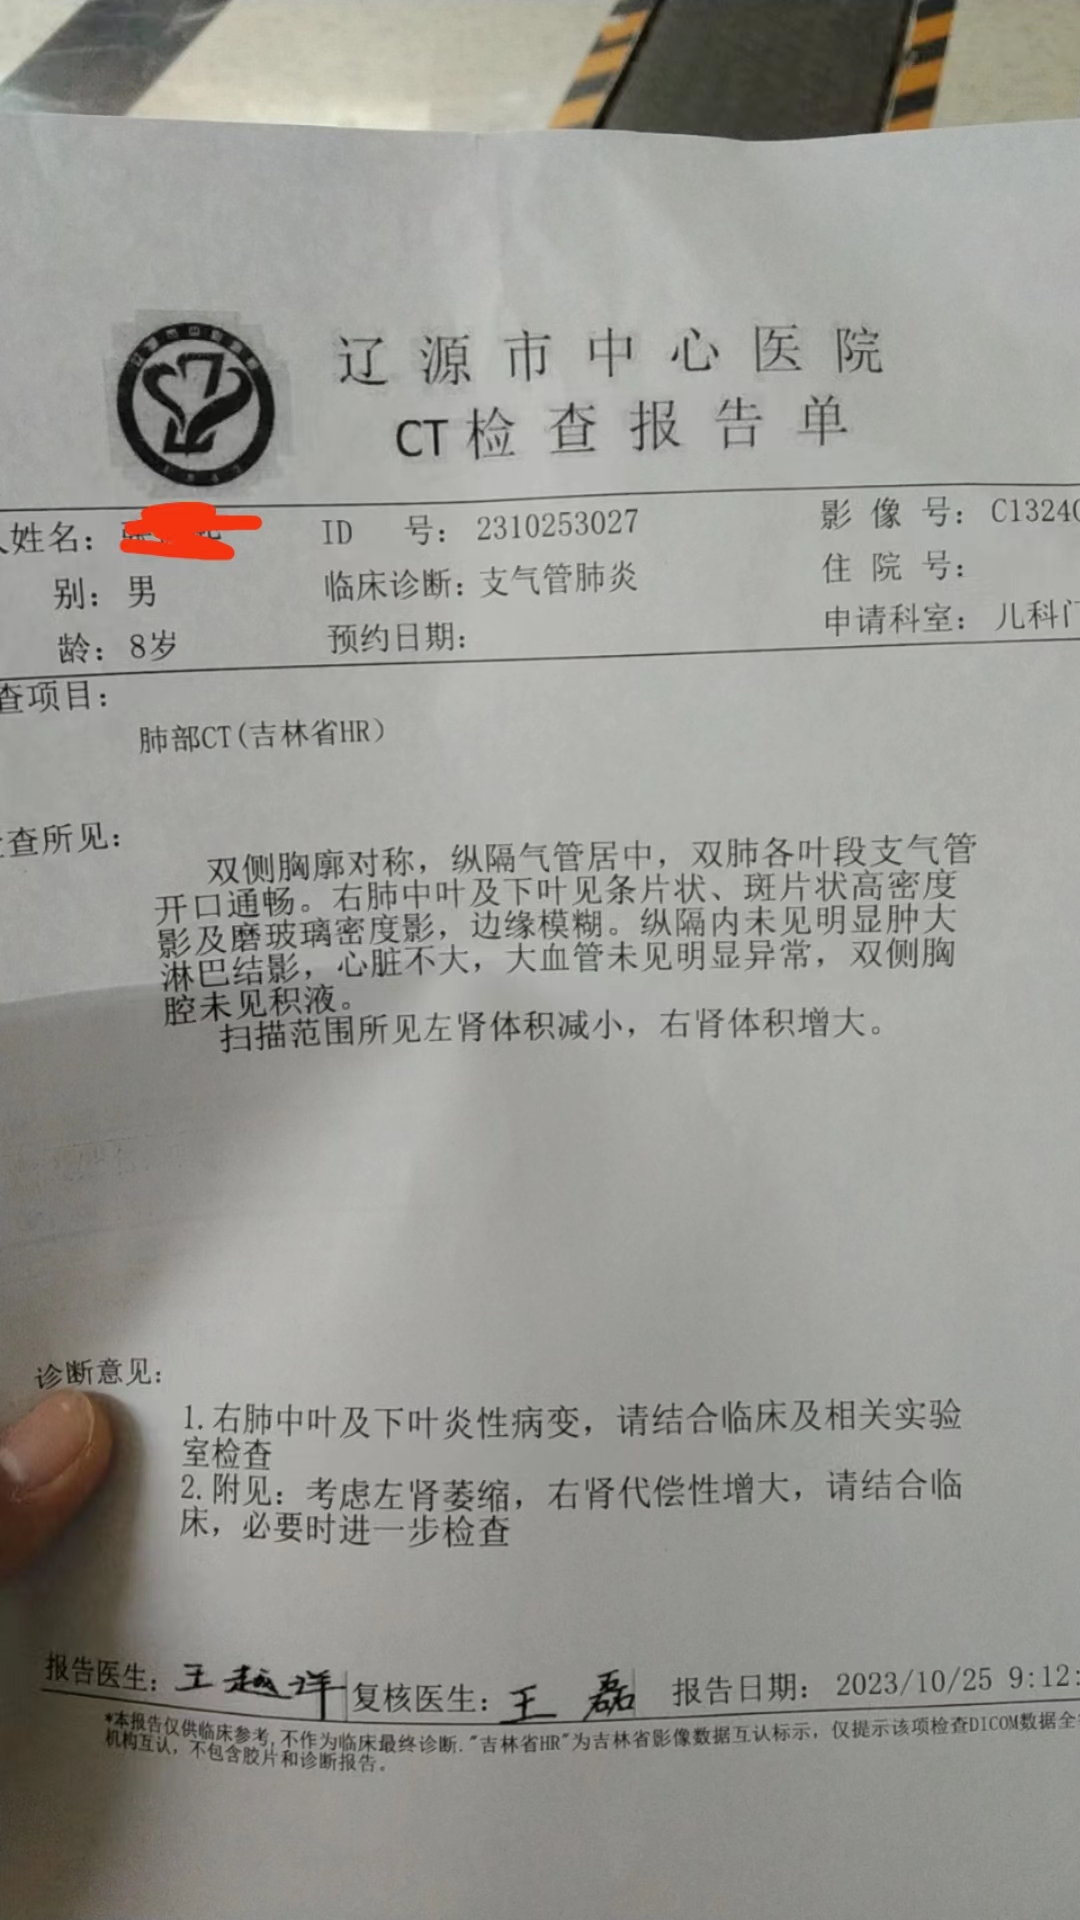 辽源市中心医院
CT检查报告单
姓名： ID 号：2310253027 影像号：C1324
别：男 临床诊断：支气管肺炎 住院号：
龄：8岁 预约日期： 申请科室：儿科门
查项目：
肺部CT(吉林省HR)
查所见：
双侧胸廓对称，纵隔气管居中，双肺各叶段支气管
开口通畅。右肺中叶及下叶见条片状、斑片状高密度
影及磨玻璃密度影，边缘模糊。纵隔内未见明显肿大
淋巴结影，心脏不大，大血管未见明显异常，双侧胸
腔未见积液。
扫描范围所见左肾体积减小，右肾体积增大。
诊断意见：
1.右肺中叶及下叶炎性病变，请结合临床及相关实验
室检查
2.附见：考虑左肾萎缩，右肾代偿性增大，请结合临
床，必要时进一步检查
报告医生：王越洋 复核医生：王磊 报告日期：2023/10/25 9:12:
*本报告仅供临床参考,不作为临床最终诊断."吉林省HR"为吉林省影像数据互认标示，仅提示该项检查DICOM数据全
机构互认，不包含胶片和诊断报告。